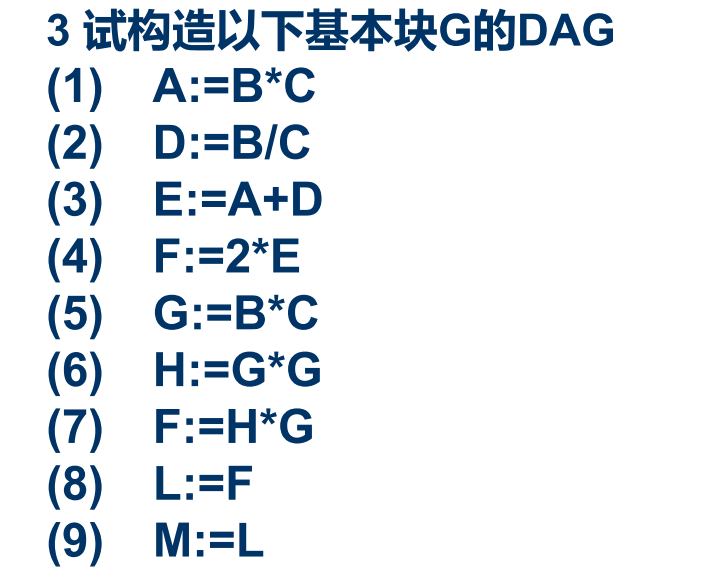 3 试构造以下基本块G的DAG
(1) A:=B*C
(2) D:=B/C
(3) E:=A+D
(4) F:=2*E
(5) G:=B*C
(6) H:=G*G
(7) F:=H*G
(8) L:=F
(9) M:=L